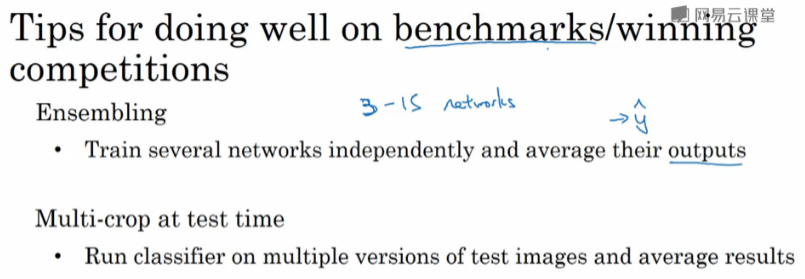 网易云课堂
Tips for doing well on benchmarks/winning
competitions
Ensembling
3-15 networks
→ŷ
• Train several networks independently and average their outputs
Multi-crop at test time
• Run classifier on multiple versions of test images and average results